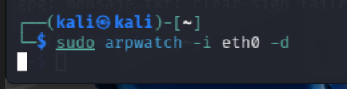 (kali㉿kali)-[~]
$ sudo arpwatch -i eth0 -d